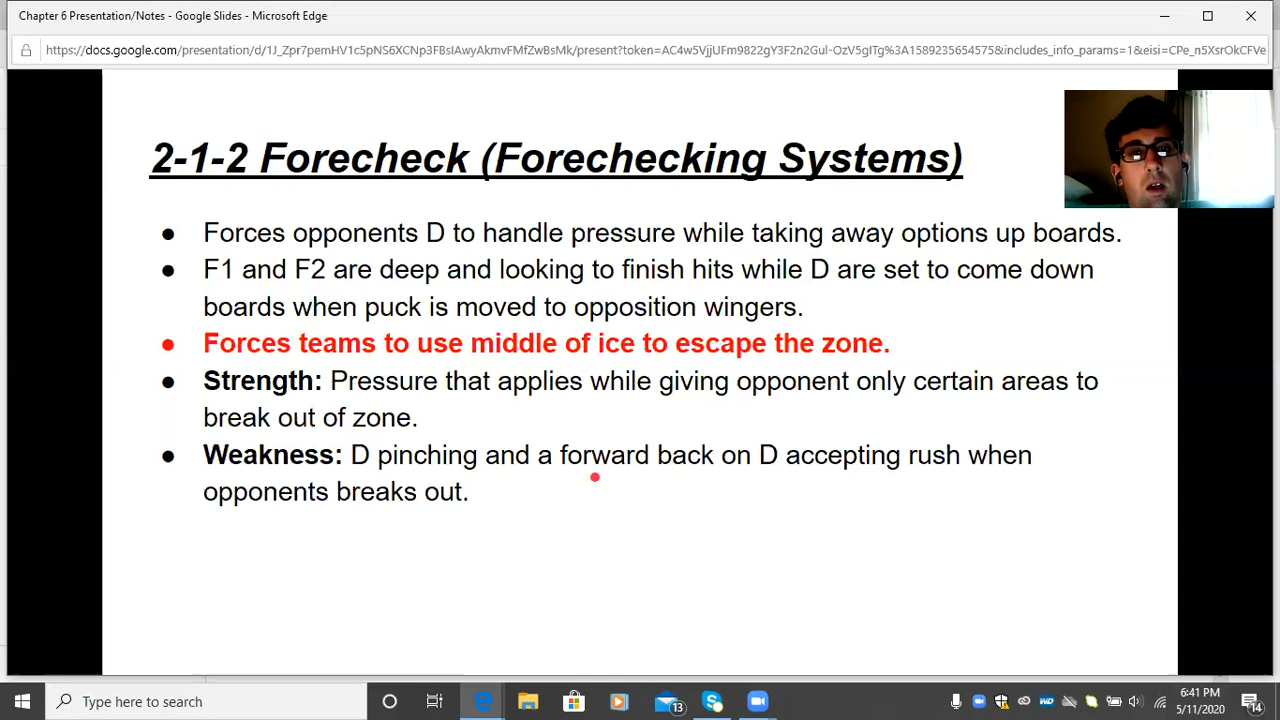 Chapter 6 Presentation/Notes - Google Slides - Microsoft Edge
https://docs.google.com/presentation/d/1J_Zpr7pemHV1c5pNS6XCNp3FBsIAwyAkmvFMfZwBsMk/present?token=AC4w5VjjUFm9822gY3F2n2Gul-OzV5gITg%3A1589235654575&includes_info_params=1&eisi=CPe_n5XsrOkCFVe
2-1-2 Forecheck (Forechecking Systems)
● Forces opponents D to handle pressure while taking away options up boards.
● F1 and F2 are deep and looking to finish hits while D are set to come down
boards when puck is moved to opposition wingers.
● Forces teams to use middle of ice to escape the zone.
● Strength: Pressure that applies while giving opponent only certain areas to
break out of zone.
● Weakness: D pinching and a forward back on D accepting rush when
opponents breaks out.
Type here to search
13
WD
6:41 PM
5/11/2020
14